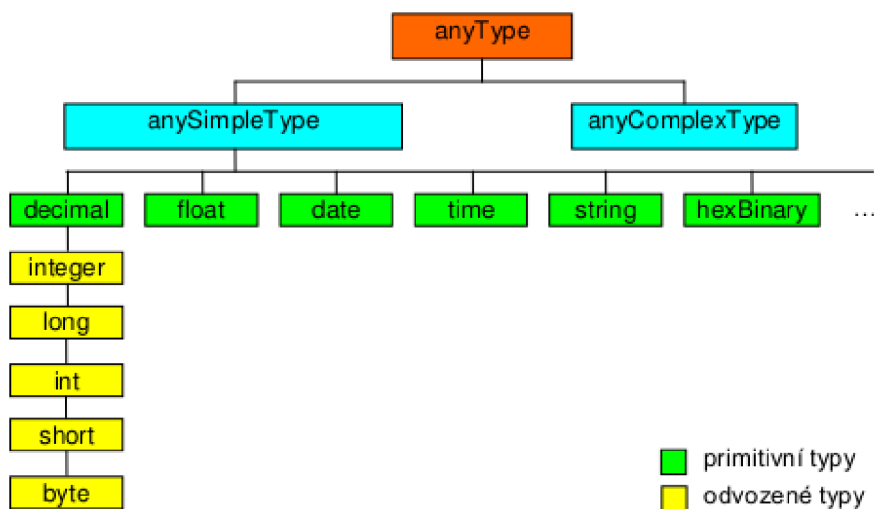 anyType
anySimpleType anyComplexType
decimal float date time string hexBinary ...
integer
long
int
short
byte
primitivní typy
odvozené typy